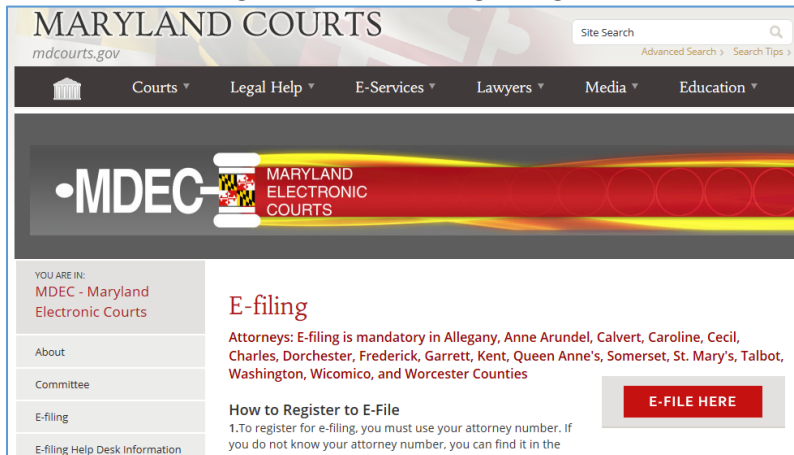 MARYLAND COURTS
mdcourts.gov
Site Search
Advanced Search > Search Tips >
Courts Legal Help E-Services Lawyers Media Education
•MDEC-
MARYLAND
ELECTRONIC
COURTS
YOU ARE IN:
MDEC - Maryland
Electronic Courts
About
Committee
E-filing
E-filing Help Desk Information
E-filing
Attorneys: E-filing is mandatory in Allegany, Anne Arundel, Calvert, Caroline, Cecil,
Charles, Dorchester, Frederick, Garrett, Kent, Queen Anne's, Somerset, St. Mary's, Talbot,
Washington, Wicomico, and Worcester Counties
E-FILE HERE
How to Register to E-File
1.To register for e-filing, you must use your attorney number. If
you do not know your attorney number, you can find it in the